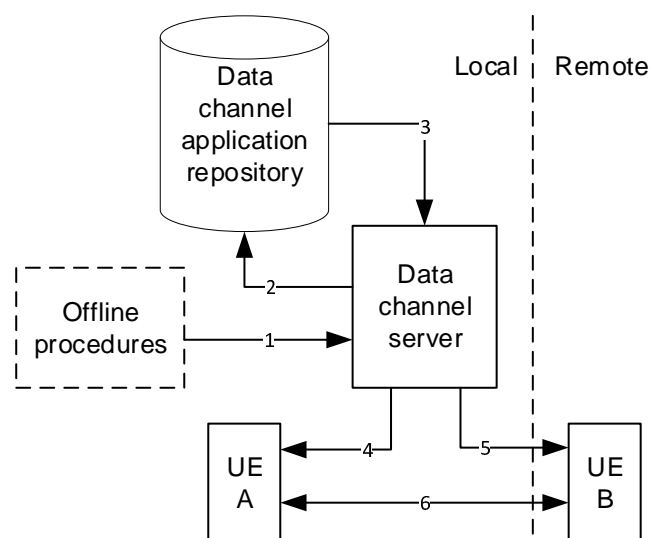 Data
channel
application
repository
Local
Remote
3
Offline
procedures
2
1
Data
channel
server
4
5
UE
A
6
UE
B